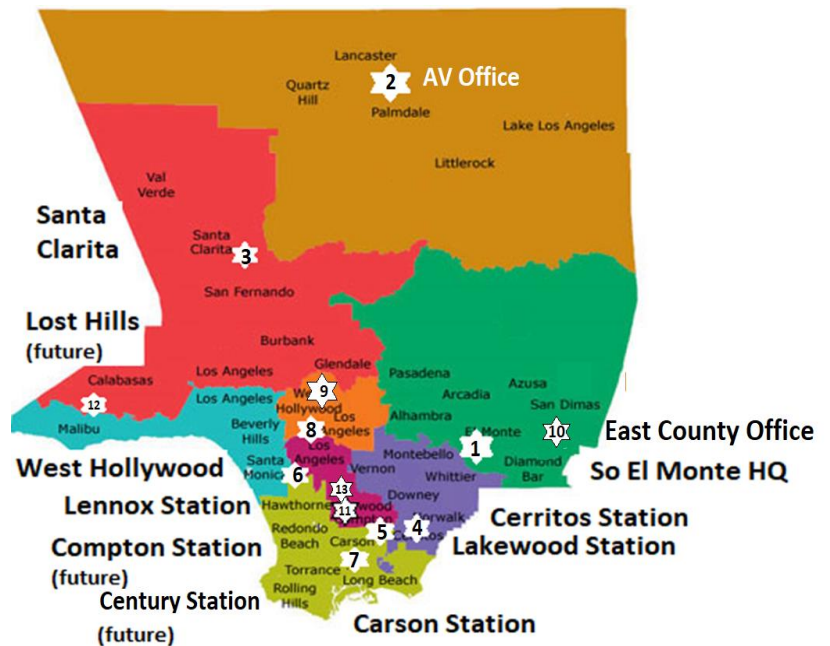 Lancaster
2 AV Office
Quartz
Hill
Palmdale
Lake Los Angeles
Littlerock
Val
Verde
Santa
Clarita
Santa
Clarita
3
San Fernando
Lost Hills
(future)
Burbank
Glendale
Los Angeles
Calabasas
Pasadena
Azusa
Arcadia
San Dimas
12
Malibu
Los Angeles
9
Hollywood
Los
Beverly
Hills
8
Alhambra
El Monte
10
East County Office
1
Montebello
Diamond
Bar
So El Monte HQ
West Hollywood
Santa
6
Vernon
Whittier
13
Downey
Lennox Station
Hawthorne
11
Cerritos Station
Compton Station
(future)
Redondo
Beach
Carson
5
4
Lakewood Station
7
Torrance
Long Beach
Century Station
(future)
Rolling
Hills
Carson Station